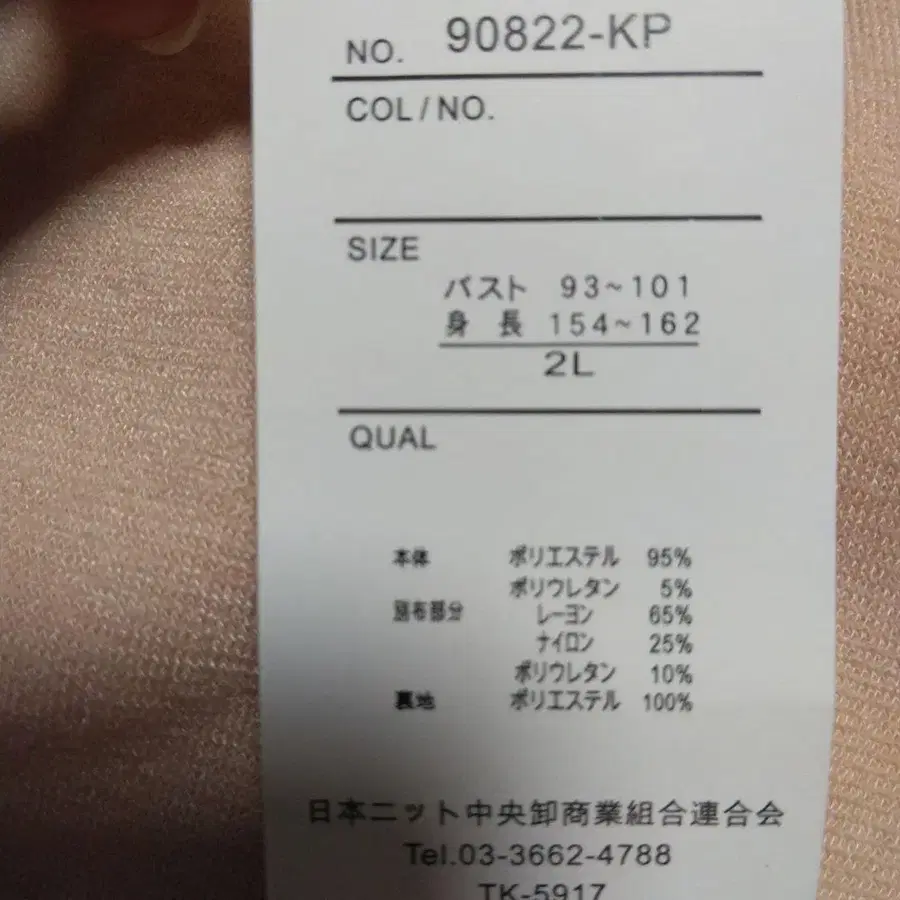 NO. 90822-KP
COL/NO.
SIZE
バスト 93~101
身長 154~162
2L
QUAL
本体 ポリエステル 95%
ポリウレタン 5%
別布部分 レーヨン 65%
ナイロン 25%
ポリウレタン 10%
裏地 ポリエステル 100%
日本ニット中央卸商業組合連合会
Tel.03-3662-4788
TK-5917